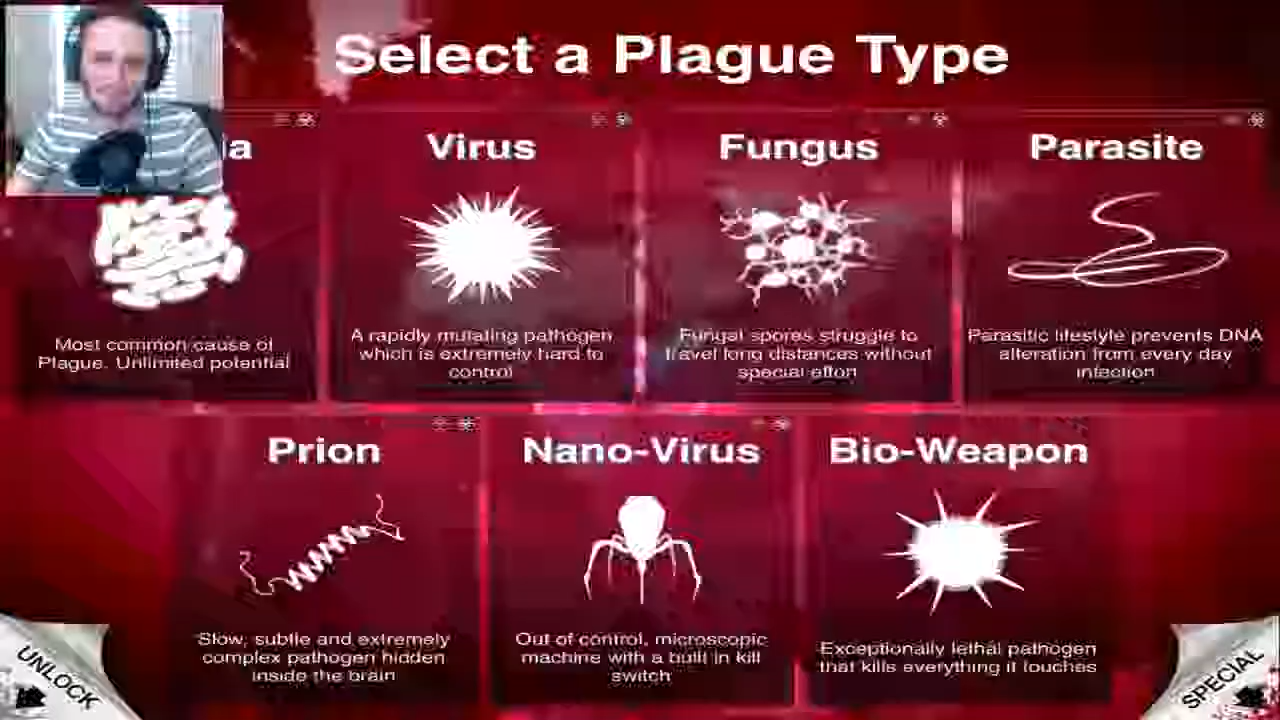 Select a Plague Type
ia
Virus
Fungus
Parasite
Most common cause of
Plague. Unlimited potential
A rapidly mutating pathogen
which is extremely hard to
control
Fungal spores struggle to
travel long distances without
special effort
Parasitic lifestyle prevents DNA
alteration from every day
infection
Prion
Nano-Virus
Bio-Weapon
Slow, subtle and extremely
complex pathogen hidden
inside the brain
Out of control, microscopic
machine with a built in kill
switch
Exceptionally lethal pathogen
that kills everything it touches
UNLOCK
SPECIAL